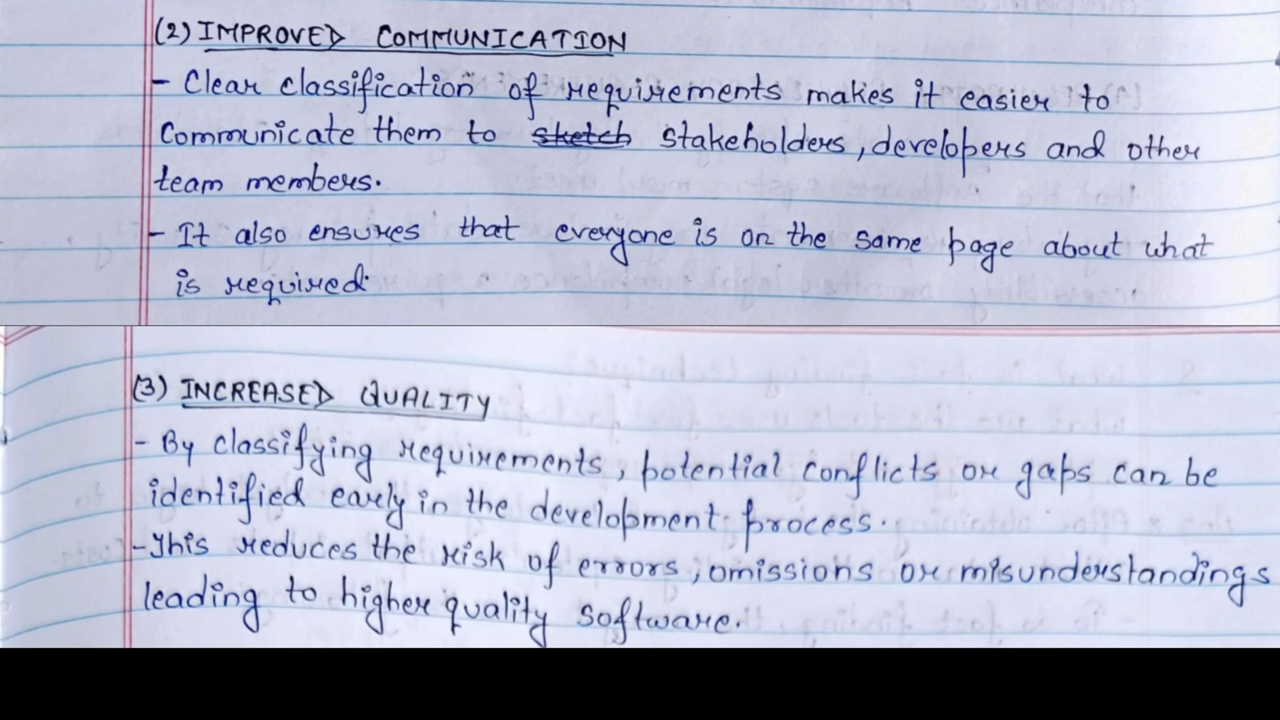 (2) IMPROVED COMMUNICATION
- Clear classification of requirements makes it easier to
communicate them to sketch stakeholders, developers and other
team members.
- It also ensures that everyone is on the same page about what
is required.
(3) INCREASED QUALITY
- By classifying requirements, potential conflicts or gaps can be
identified early in the development process.
- This reduces the risk of errors, omissions or misunderstandings
leading to higher quality software.